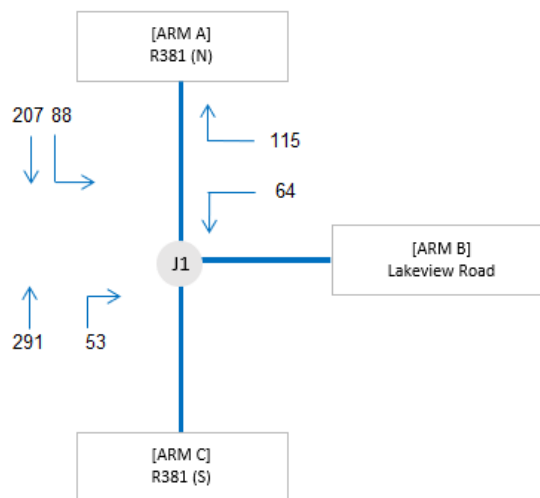 [ARM A]
R381 (N)
207 88
115
64
[ARM B]
Lakeview Road
J1
291
53
[ARM C]
R381 (S)